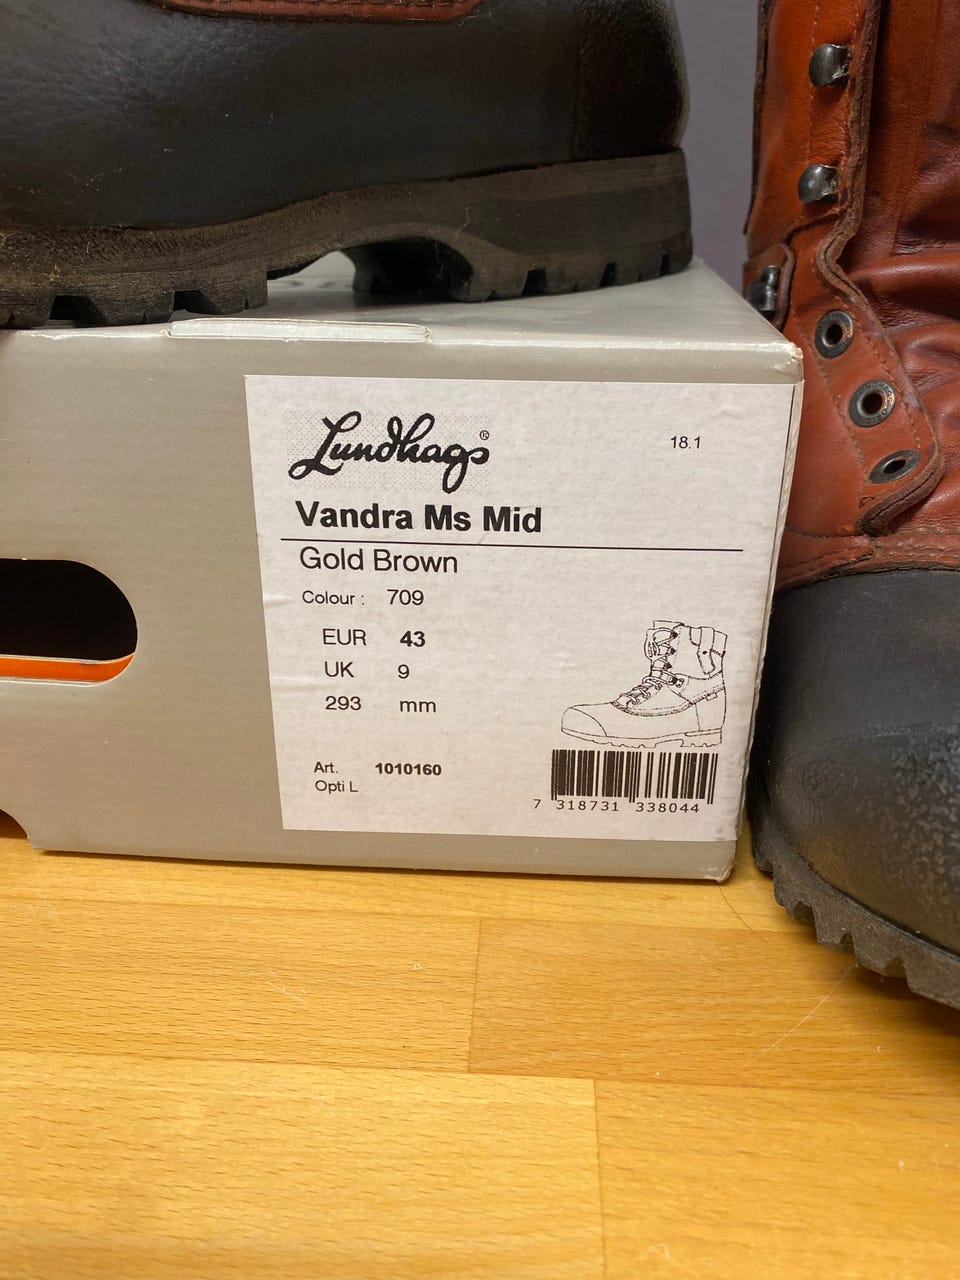 Lundhags®
18.1
Vandra Ms Mid
Gold Brown
Colour : 709
EUR 43
UK 9
293 mm
Art. 1010160
Opti L
7 318731 338044